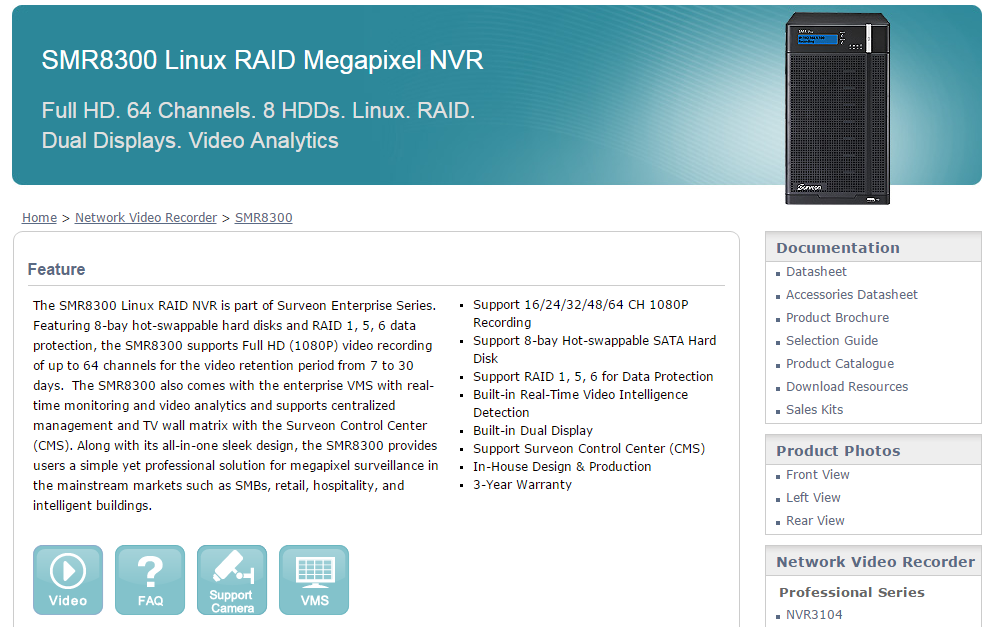 SMR8300 Linux RAID Megapixel NVR
Full HD. 64 Channels. 8 HDDs. Linux. RAID.
Dual Displays. Video Analytics
Surveon
Home > Network Video Recorder > SMR8300
Feature
The SMR8300 Linux RAID NVR is part of Surveon Enterprise Series.
Featuring 8-bay hot-swappable hard disks and RAID 1, 5, 6 data
protection, the SMR8300 supports Full HD (1080P) video recording
of up to 64 channels for the video retention period from 7 to 30
days.  The SMR8300 also comes with the enterprise VMS with real-
time monitoring and video analytics and supports centralized
management and TV wall matrix with the Surveon Control Center
(CMS). Along with its all-in-one sleek design, the SMR8300 provides
users a simple yet professional solution for megapixel surveillance in
the mainstream markets such as SMBs, retail, hospitality, and
intelligent buildings.
Support 16/24/32/48/64 CH 1080P
Recording
Support 8-bay Hot-swappable SATA Hard
Disk
Support RAID 1, 5, 6 for Data Protection
Built-in Real-Time Video Intelligence
Detection
Built-in Dual Display
Support Surveon Control Center (CMS)
In-House Design & Production
3-Year Warranty
Video
?
FAQ
Support
Camera
VMS
Documentation
Datasheet
Accessories Datasheet
Product Brochure
Selection Guide
Product Catalogue
Download Resources
Sales Kits
Product Photos
Front View
Left View
Rear View
Network Video Recorder
Professional Series
NVR3104